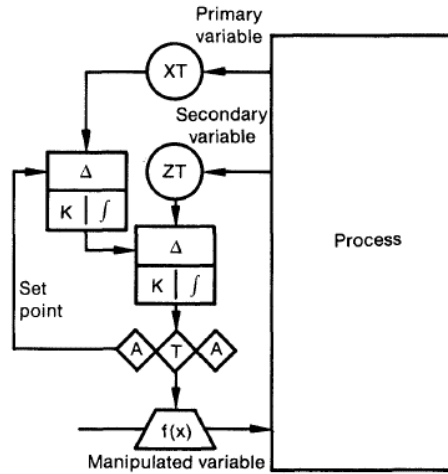 Primary
variable
XT
Secondary
variable
Δ
ZT
K ∫
Δ
Process
K ∫
Set
point
A T A
f(x)
Manipulated variable